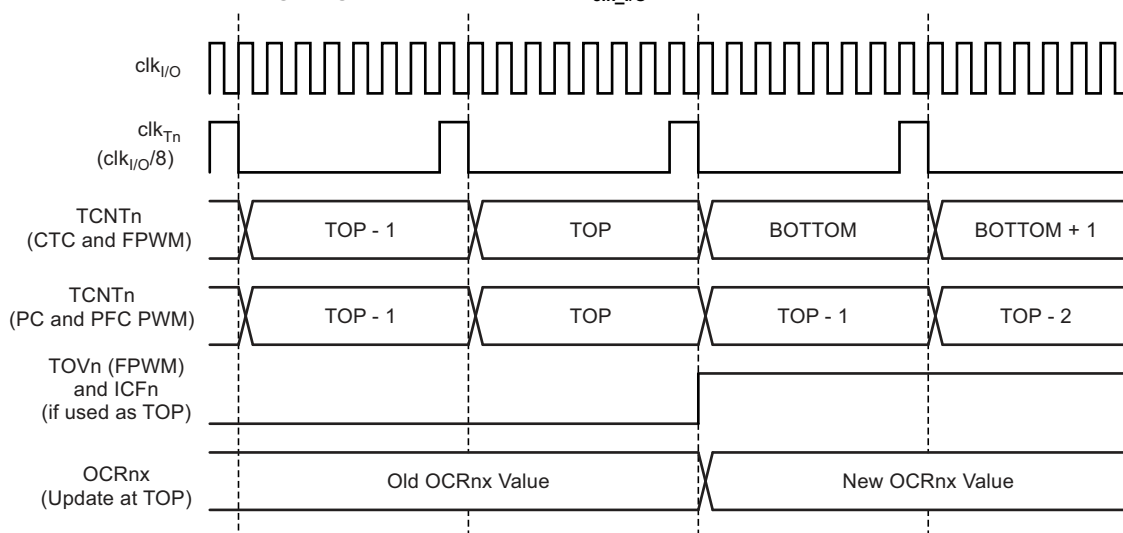 clkI/O
clkTn
(clkI/O/8)
TCNTn
(CTC and FPWM)
TOP - 1
TOP
BOTTOM
BOTTOM + 1
TCNTn
(PC and PFC PWM)
TOP - 1
TOP
TOP - 1
TOP - 2
TOVn (FPWM)
and ICFn
(if used as TOP)
OCRnx
(Update at TOP)
Old OCRnx Value
New OCRnx Value